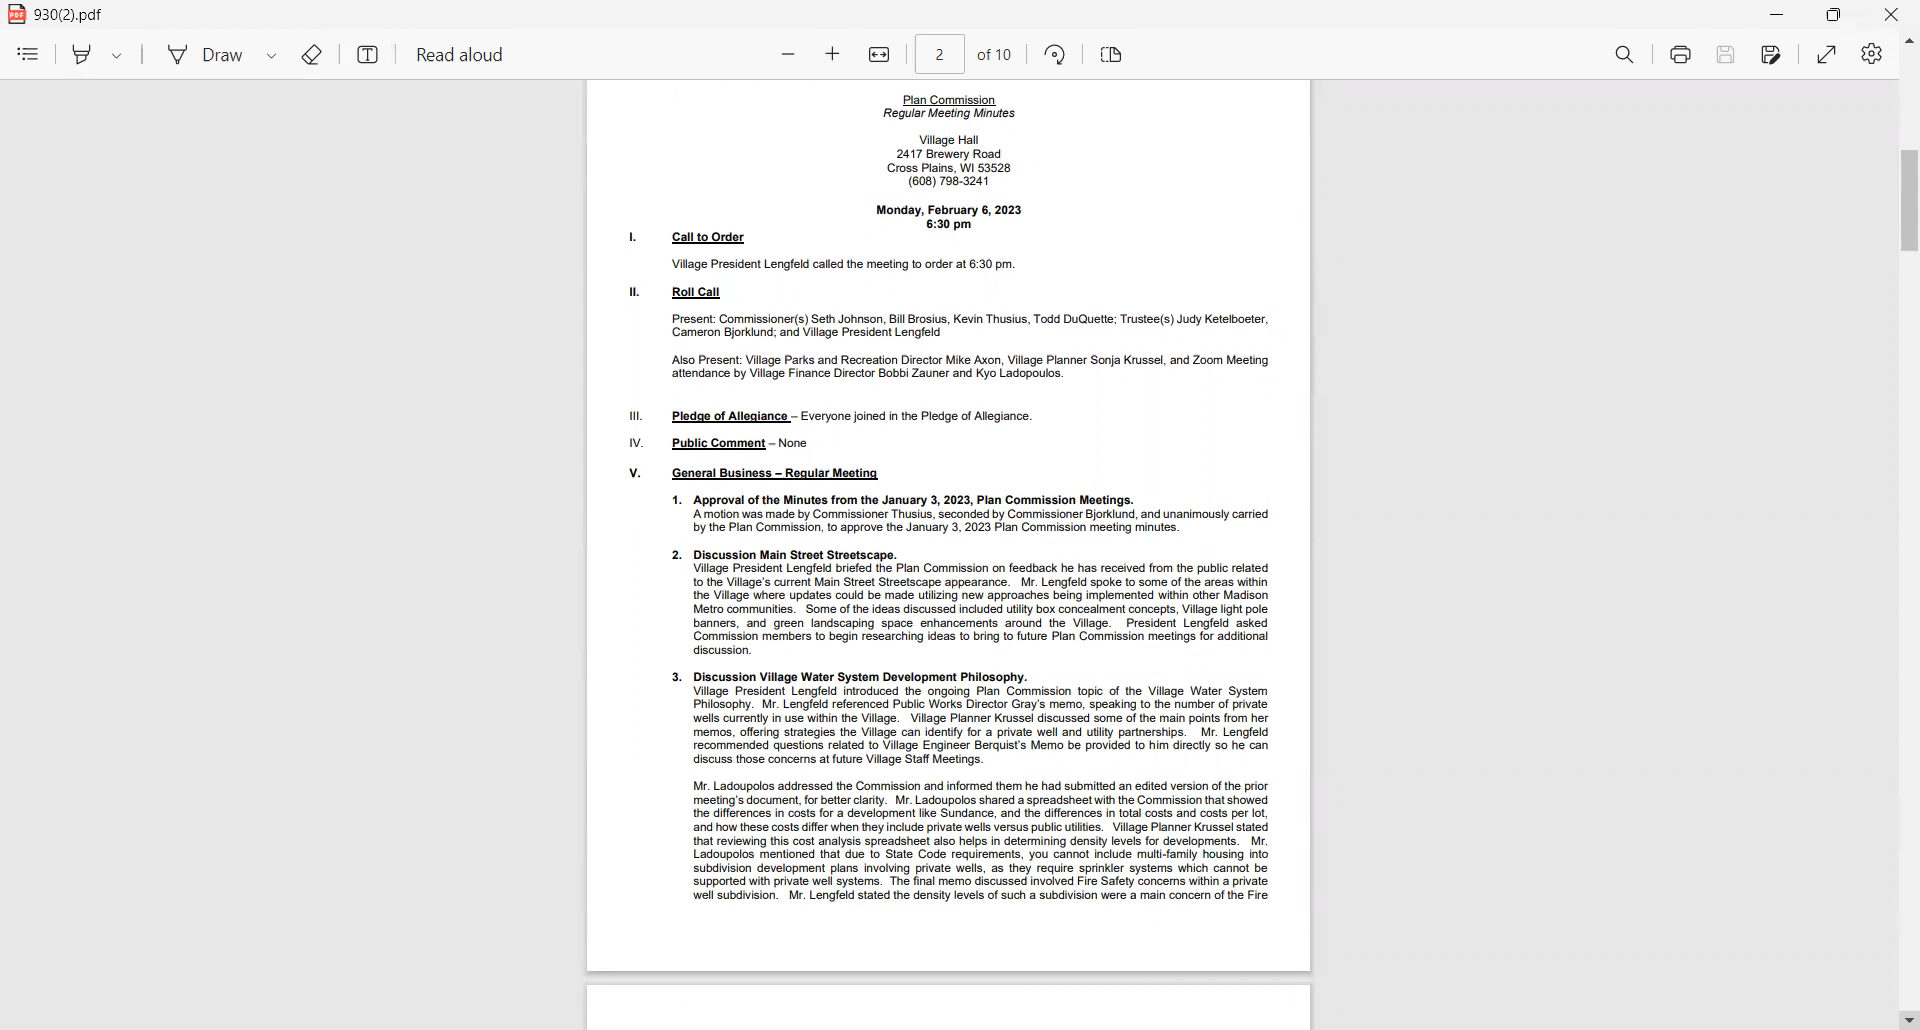 930(2).pdf
Draw
Read aloud
2
of 10
Plan Commission
Regular Meeting Minutes
Village Hall
2417 Brewery Road
Cross Plains, WI 53528
(608) 798-3241
Monday, February 6, 2023
6:30 pm
I. Call to Order
Village President Lengfeld called the meeting to order at 6:30 pm.
II. Roll Call
Present: Commissioner(s) Seth Johnson, Bill Brosius, Kevin Thusius, Todd DuQuette; Trustee(s) Judy Ketelboeter,
Cameron Bjorklund; and Village President Lengfeld
Also Present: Village Parks and Recreation Director Mike Axon, Village Planner Sonja Krussel, and Zoom Meeting
attendance by Village Finance Director Bobbi Zauner and Kyo Ladopoulos.
III. Pledge of Allegiance – Everyone joined in the Pledge of Allegiance.
IV. Public Comment – None
V. General Business – Regular Meeting
1. Approval of the Minutes from the January 3, 2023, Plan Commission Meetings.
A motion was made by Commissioner Thusius, seconded by Commissioner Bjorklund, and unanimously carried
by the Plan Commission, to approve the January 3, 2023 Plan Commission meeting minutes.
2. Discussion Main Street Streetscape.
Village President Lengfeld briefed the Plan Commission on feedback he has received from the public related
to the Village's current Main Street Streetscape appearance. Mr. Lengfeld spoke to some of the areas within
the Village where updates could be made utilizing new approaches being implemented within other Madison
Metro communities. Some of the ideas discussed included utility box concealment concepts, Village light pole
banners, and green landscaping space enhancements around the Village. President Lengfeld asked
Commission members to begin researching ideas to bring to future Plan Commission meetings for additional
discussion.
3. Discussion Village Water System Development Philosophy.
Village President Lengfeld introduced the ongoing Plan Commission topic of the Village Water System
Philosophy. Mr. Lengfeld referenced Public Works Director Gray's memo, speaking to the number of private
wells currently in use within the Village. Village Planner Krussel discussed some of the main points from her
memos, offering strategies the Village can identify for a private well and utility partnerships. Mr. Lengfeld
recommended questions related to Village Engineer Berquist's Memo be provided to him directly so he can
discuss those concerns at future Village Staff Meetings.
Mr. Ladoupolos addressed the Commission and informed them he had submitted an edited version of the prior
meeting's document, for better clarity. Mr. Ladoupolos shared a spreadsheet with the Commission that showed
the differences in costs for a development like Sundance, and the differences in total costs and costs per lot,
and how these costs differ when they include private wells versus public utilities. Village Planner Krussel stated
that reviewing this cost analysis spreadsheet also helps in determining density levels for developments. Mr.
Ladoupolos mentioned that due to State Code requirements, you cannot include multi-family housing into
subdivision development plans involving private wells, as they require sprinkler systems which cannot be
supported with private well systems. The final memo discussed involved Fire Safety concerns within a private
well subdivision. Mr. Lengfeld stated the density levels of such a subdivision were a main concern of the Fire